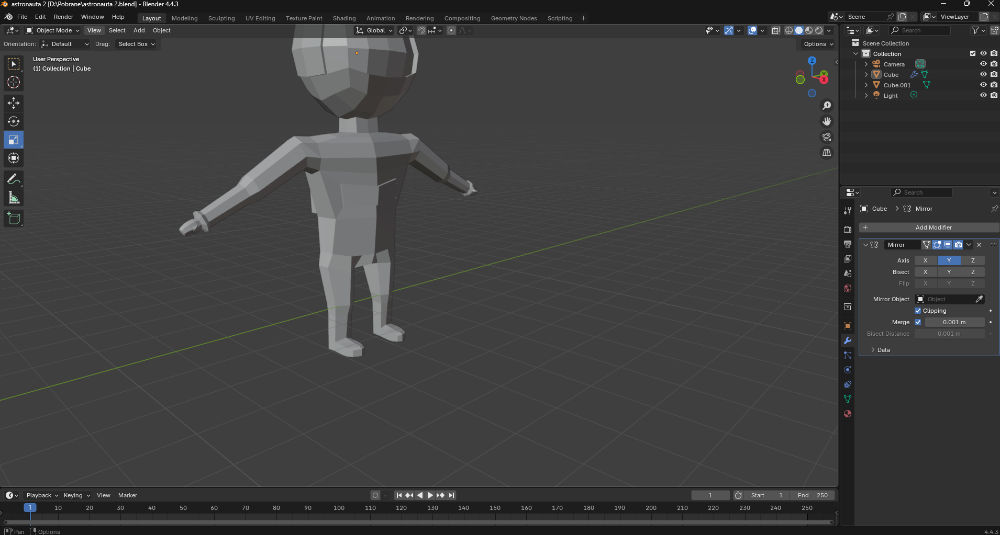 astronauta 2 [D:\Pobrane\astronauta 2.blend] - Blender 4.4.3
File Edit Render Window Help Layout Modeling Sculpting UV Editing Texture Paint Shading Animation Rendering Compositing Geometry Nodes Scripting + Scene ViewLayer
Object Mode View Select Add Object Global Search
Orientation: Default Drag: Select Box Options
User Perspective
(1) Collection | Cube
Z
Y
X
Scene Collection
Collection
Camera
Cube
Cube.001
Light
Search
Cube > Mirror
+ Add Modifier
Mirror
Axis X Y Z
Bisect X Y Z
Flip X Y Z
Mirror Object Object
Clipping
Merge 0.001 m
Bisect Distance 0.001 m
Data
Playback Keying View Marker 1 Start 1 End 250
1 10 20 30 40 50 60 70 80 90 100 110 120 130 140 150 160 170 180 190 200 210 220 230 240 250
Pan Options 4.4.3